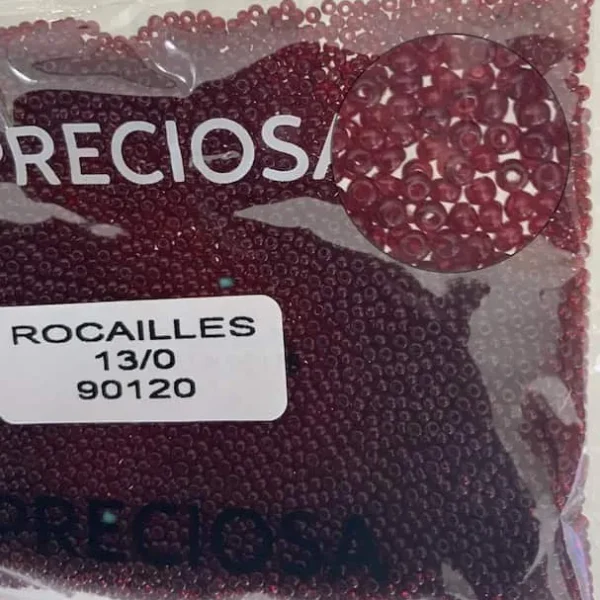 PRECIOSA
ROCAILLES
13/0
90120
PRECIOSA